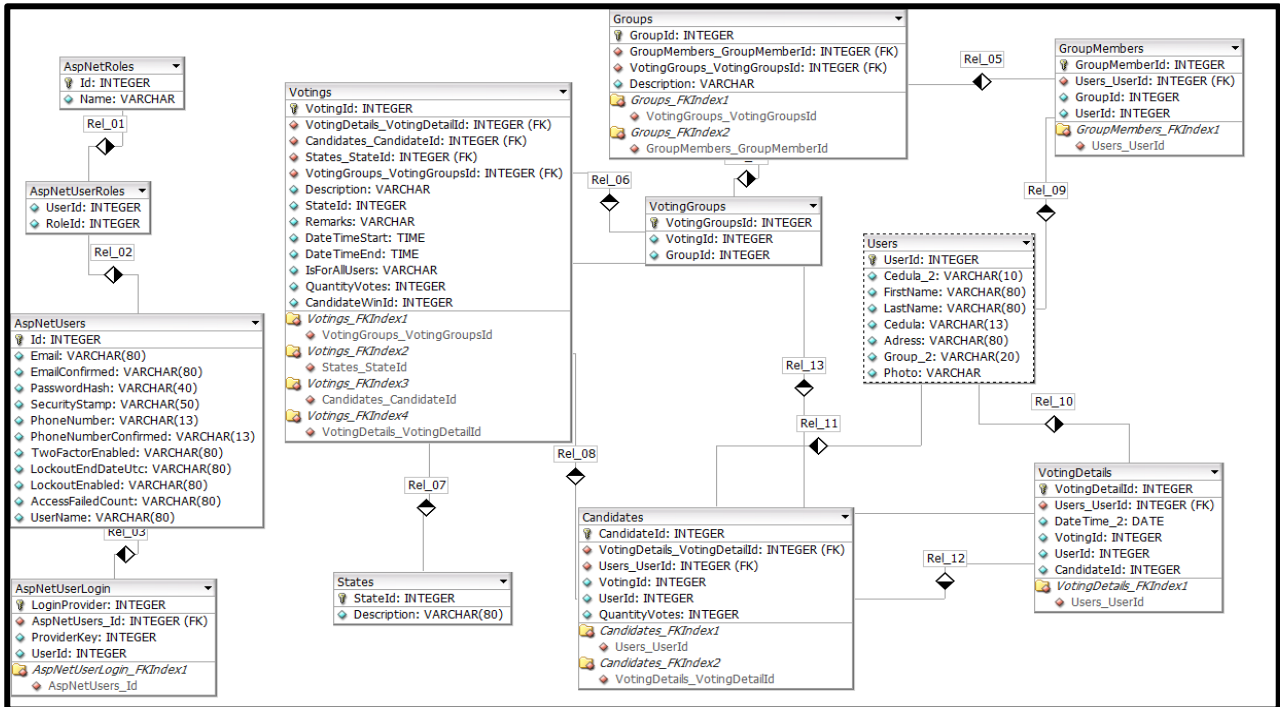 AspNetRoles
Id: INTEGER
Name: VARCHAR
Rel_01
AspNetUserRoles
UserId: INTEGER
RoleId: INTEGER
Rel_02
AspNetUsers
Id: INTEGER
Email: VARCHAR(80)
EmailConfirmed: VARCHAR(80)
PasswordHash: VARCHAR(40)
SecurityStamp: VARCHAR(50)
PhoneNumber: VARCHAR(13)
PhoneNumberConfirmed: VARCHAR(13)
TwoFactorEnabled: VARCHAR(80)
LockoutEndDateUtc: VARCHAR(80)
LockoutEnabled: VARCHAR(80)
AccessFailedCount: VARCHAR(80)
UserName: VARCHAR(80)
Rel_03
AspNetUserLogin
LoginProvider: INTEGER
AspNetUsers_Id: INTEGER (FK)
ProviderKey: INTEGER
UserId: INTEGER
AspNetUserLogin_FKIndex1
AspNetUsers_Id
Votings
VotingId: INTEGER
VotingDetails_VotingDetailId: INTEGER (FK)
Candidates_CandidateId: INTEGER (FK)
States_StateId: INTEGER (FK)
VotingGroups_VotingGroupsId: INTEGER (FK)
Description: VARCHAR
StateId: INTEGER
Remarks: VARCHAR
DateTimeStart: TIME
DateTimeEnd: TIME
IsForAllUsers: VARCHAR
QuantityVotes: INTEGER
CandidateWinId: INTEGER
Votings_FKIndex1
VotingGroups_VotingGroupsId
Votings_FKIndex2
States_StateId
Votings_FKIndex3
Candidates_CandidateId
Votings_FKIndex4
VotingDetails_VotingDetailId
Rel_07
States
StateId: INTEGER
Description: VARCHAR(80)
Groups
GroupId: INTEGER
GroupMembers_GroupMemberId: INTEGER (FK)
VotingGroups_VotingGroupsId: INTEGER (FK)
Description: VARCHAR
Groups_FKIndex1
VotingGroups_VotingGroupsId
Groups_FKIndex2
GroupMembers_GroupMemberId
Rel_06
VotingGroups
VotingGroupsId: INTEGER
VotingId: INTEGER
GroupId: INTEGER
Rel_05
GroupMembers
GroupMemberId: INTEGER
Users_UserId: INTEGER (FK)
GroupId: INTEGER
UserId: INTEGER
GroupMembers_FKIndex1
Users_UserId
Rel_09
Users
UserId: INTEGER
Cedula_2: VARCHAR(10)
FirstName: VARCHAR(80)
LastName: VARCHAR(80)
Cedula: VARCHAR(13)
Adress: VARCHAR(80)
Group_2: VARCHAR(20)
Photo: VARCHAR
Rel_13
Rel_10
Rel_11
Rel_08
Candidates
CandidateId: INTEGER
VotingDetails_VotingDetailId: INTEGER (FK)
Users_UserId: INTEGER (FK)
VotingId: INTEGER
UserId: INTEGER
QuantityVotes: INTEGER
Candidates_FKIndex1
Users_UserId
Candidates_FKIndex2
VotingDetails_VotingDetailId
Rel_12
VotingDetails
VotingDetailId: INTEGER
Users_UserId: INTEGER (FK)
DateTime_2: DATE
VotingId: INTEGER
UserId: INTEGER
CandidateId: INTEGER
VotingDetails_FKIndex1
Users_UserId